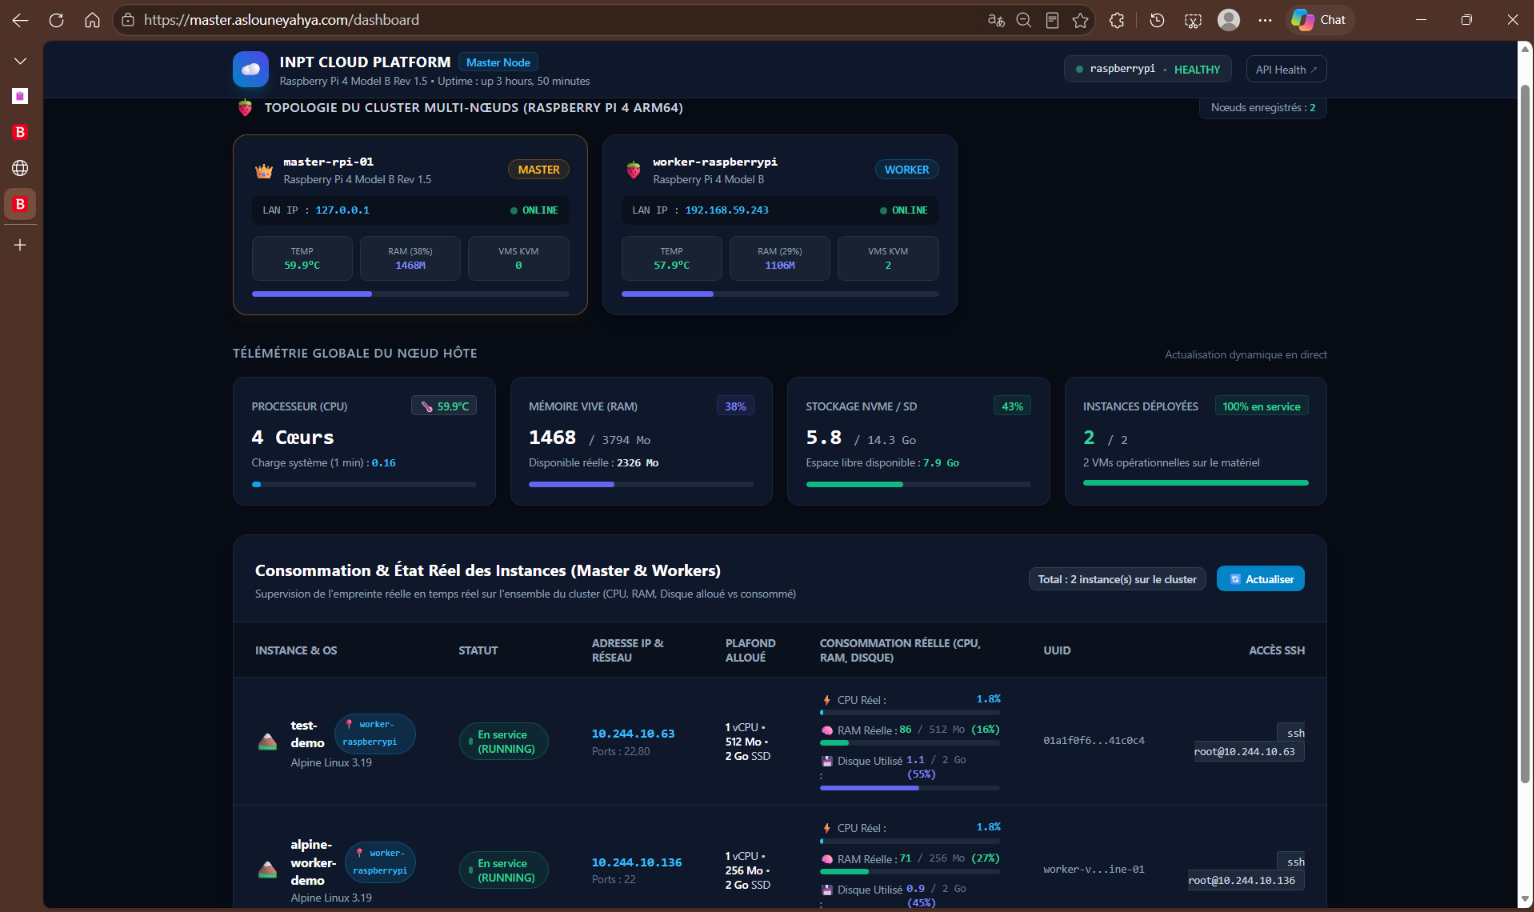 https://master.aslouneyahya.com/dashboard
Chat
INPT CLOUD PLATFORM Master Node
Raspberry Pi 4 Model B Rev 1.5 • Uptime : up 3 hours, 50 minutes
raspberrypi · HEALTHY
API Health ↗
TOPOLOGIE DU CLUSTER MULTI-NŒUDS (RASPBERRY PI 4 ARM64)
Nœuds enregistrés : 2
master-rpi-01
Raspberry Pi 4 Model B Rev 1.5
MASTER
LAN IP : 127.0.0.1
ONLINE
TEMP
59.9°C
RAM (38%)
1468M
VMS KVM
0
worker-raspberrypi
Raspberry Pi 4 Model B
WORKER
LAN IP : 192.168.59.243
ONLINE
TEMP
57.9°C
RAM (29%)
1106M
VMS KVM
2
TÉLÉMÉTRIE GLOBALE DU NŒUD HÔTE
Actualisation dynamique en direct
PROCESSEUR (CPU)
59.9°C
4 Cœurs
Charge système (1 min) : 0.16
MÉMOIRE VIVE (RAM)
38%
1468 / 3794 Mo
Disponible réelle : 2326 Mo
STOCKAGE NVME / SD
43%
5.8 / 14.3 Go
Espace libre disponible : 7.9 Go
INSTANCES DÉPLOYÉES
100% en service
2 / 2
2 VMs opérationnelles sur le matériel
Consommation & État Réel des Instances (Master & Workers)
Supervision de l'empreinte réelle en temps réel sur l'ensemble du cluster (CPU, RAM, Disque alloué vs consommé)
Total : 2 instance(s) sur le cluster
Actualiser
INSTANCE & OS
STATUT
ADRESSE IP &
RÉSEAU
PLAFOND
ALLOUÉ
CONSOMMATION RÉELLE (CPU,
RAM, DISQUE)
UUID
ACCÈS SSH
test-
demo
worker-
raspberrypi
Alpine Linux 3.19
En service
(RUNNING)
10.244.10.63
Ports : 22,80
1 vCPU •
512 Mo •
2 Go SSD
CPU Réel : 1.8%
RAM Réelle : 86 / 512 Mo (16%)
Disque Utilisé 1.1 / 2 Go
: (55%)
01a1f0f6...41c0c4
ssh
root@10.244.10.63
alpine-
worker-
demo
worker-
raspberrypi
Alpine Linux 3.19
En service
(RUNNING)
10.244.10.136
Ports : 22
1 vCPU •
256 Mo •
2 Go SSD
CPU Réel : 1.8%
RAM Réelle : 71 / 256 Mo (27%)
Disque Utilisé 0.9 / 2 Go
: (45%)
worker-v...ine-01
ssh
root@10.244.10.136